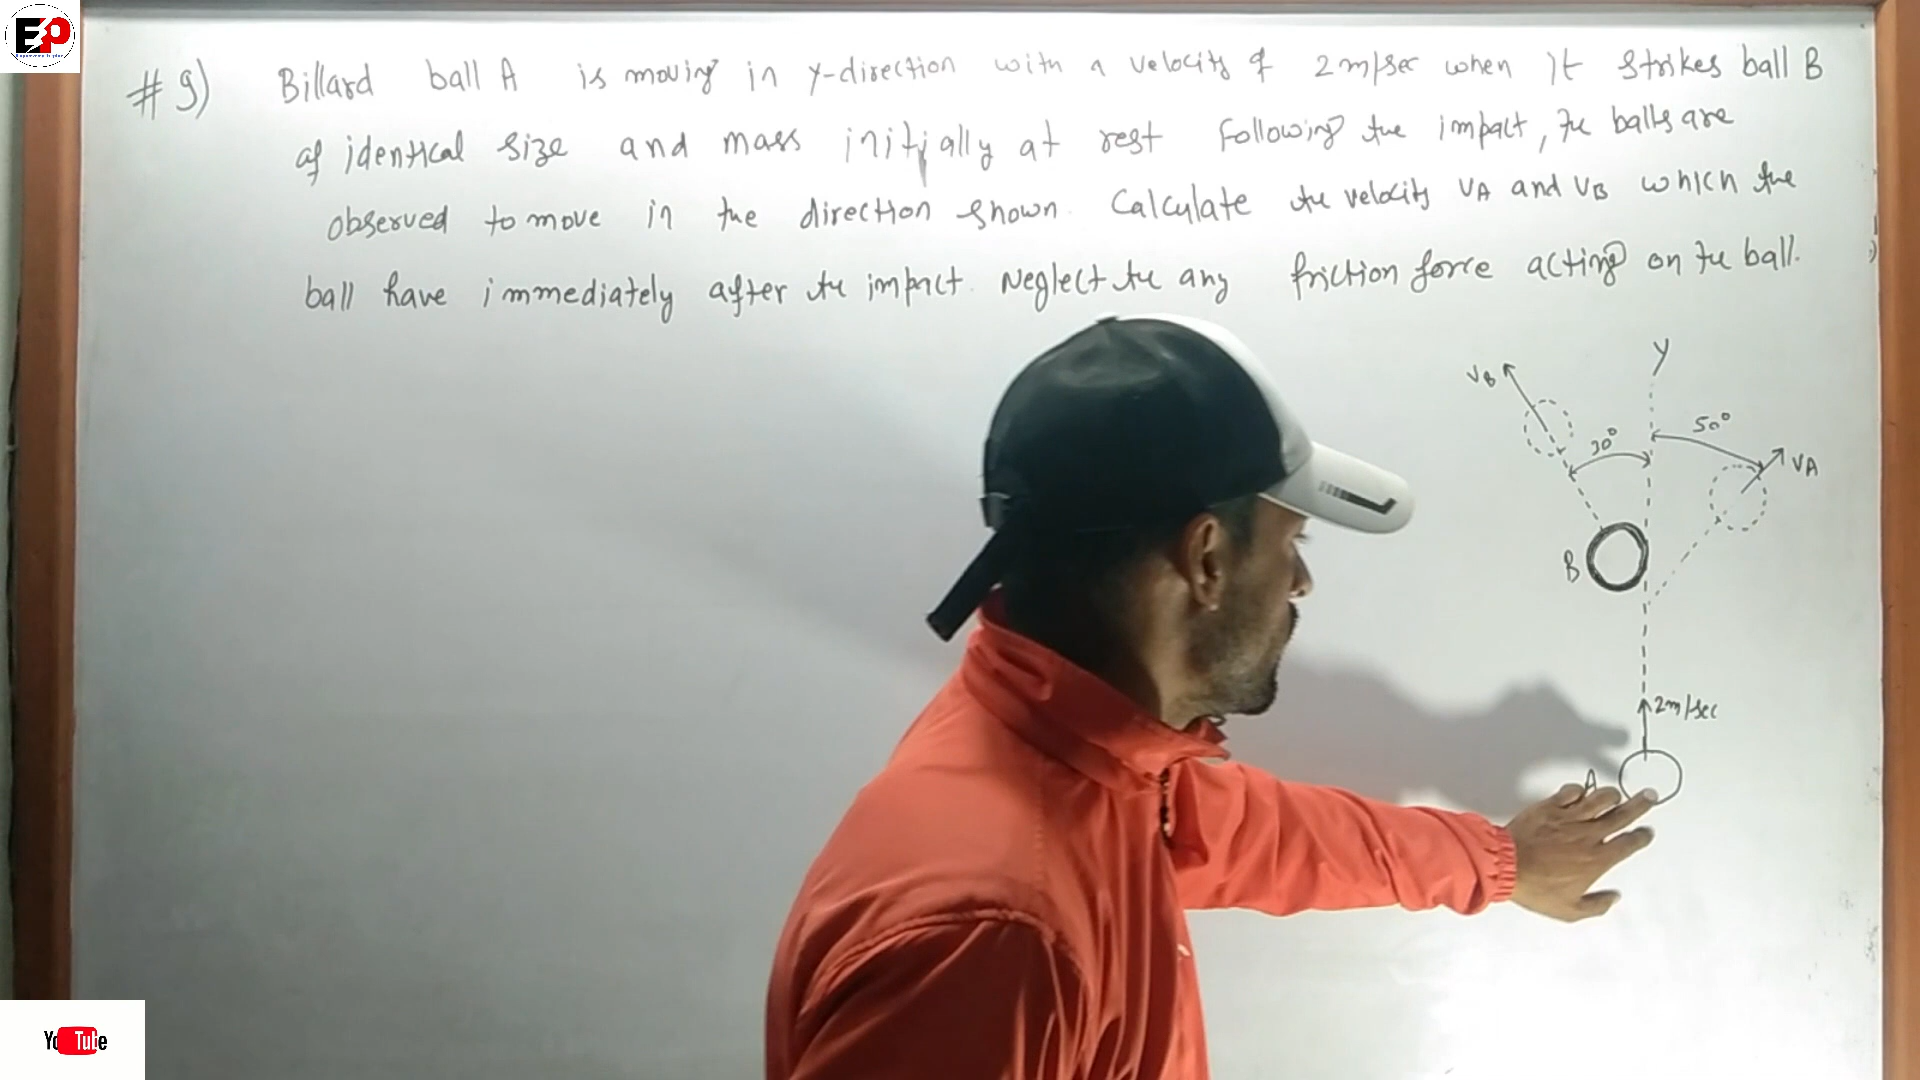 EP
# 9) Billard ball A is moving in y-direction with a velocity of 2m/sec when it strikes ball B
of identical size and mass initially at rest following the impact, the balls are
observed to move in the direction shown. Calculate the velocity VA and VB which the
ball have immediately after the impact. Neglect the any friction force acting on the ball.
Y
VB
50°
30°
VA
B
2m/sec
A
YouTube